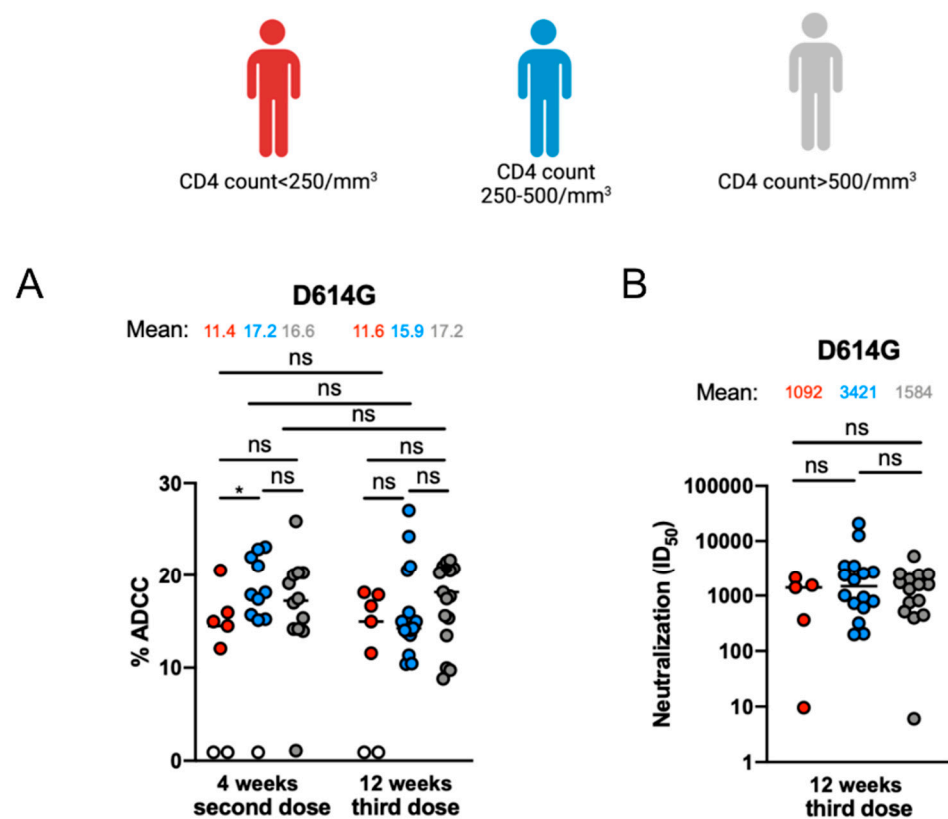 CD4 count<250/mm³
CD4 count
250-500/mm³
CD4 count>500/mm³
A
D614G
Mean: 11.4 17.2 16.6 11.6 15.9 17.2
ns
ns
ns
ns
ns
* ns
ns ns
% ADCC
30
20
10
0
4 weeks
second dose
12 weeks
third dose
B
D614G
Mean: 1092 3421 1584
ns
ns ns
Neutralization (ID₅₀)
100000
10000
1000
100
10
1
12 weeks
third dose